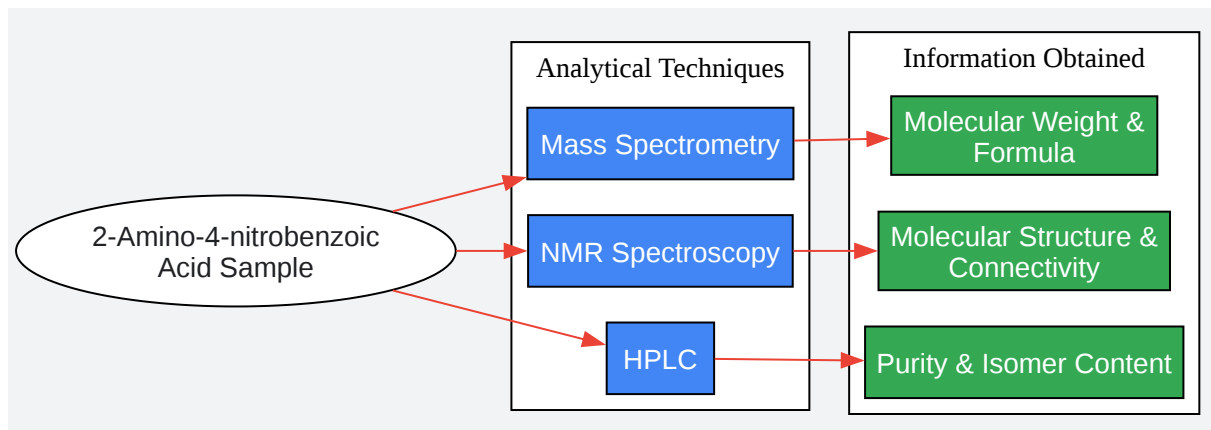 2-Amino-4-nitrobenzoic
Acid Sample
Analytical Techniques
Mass Spectrometry
NMR Spectroscopy
HPLC
Information Obtained
Molecular Weight &
Formula
Molecular Structure &
Connectivity
Purity & Isomer Content